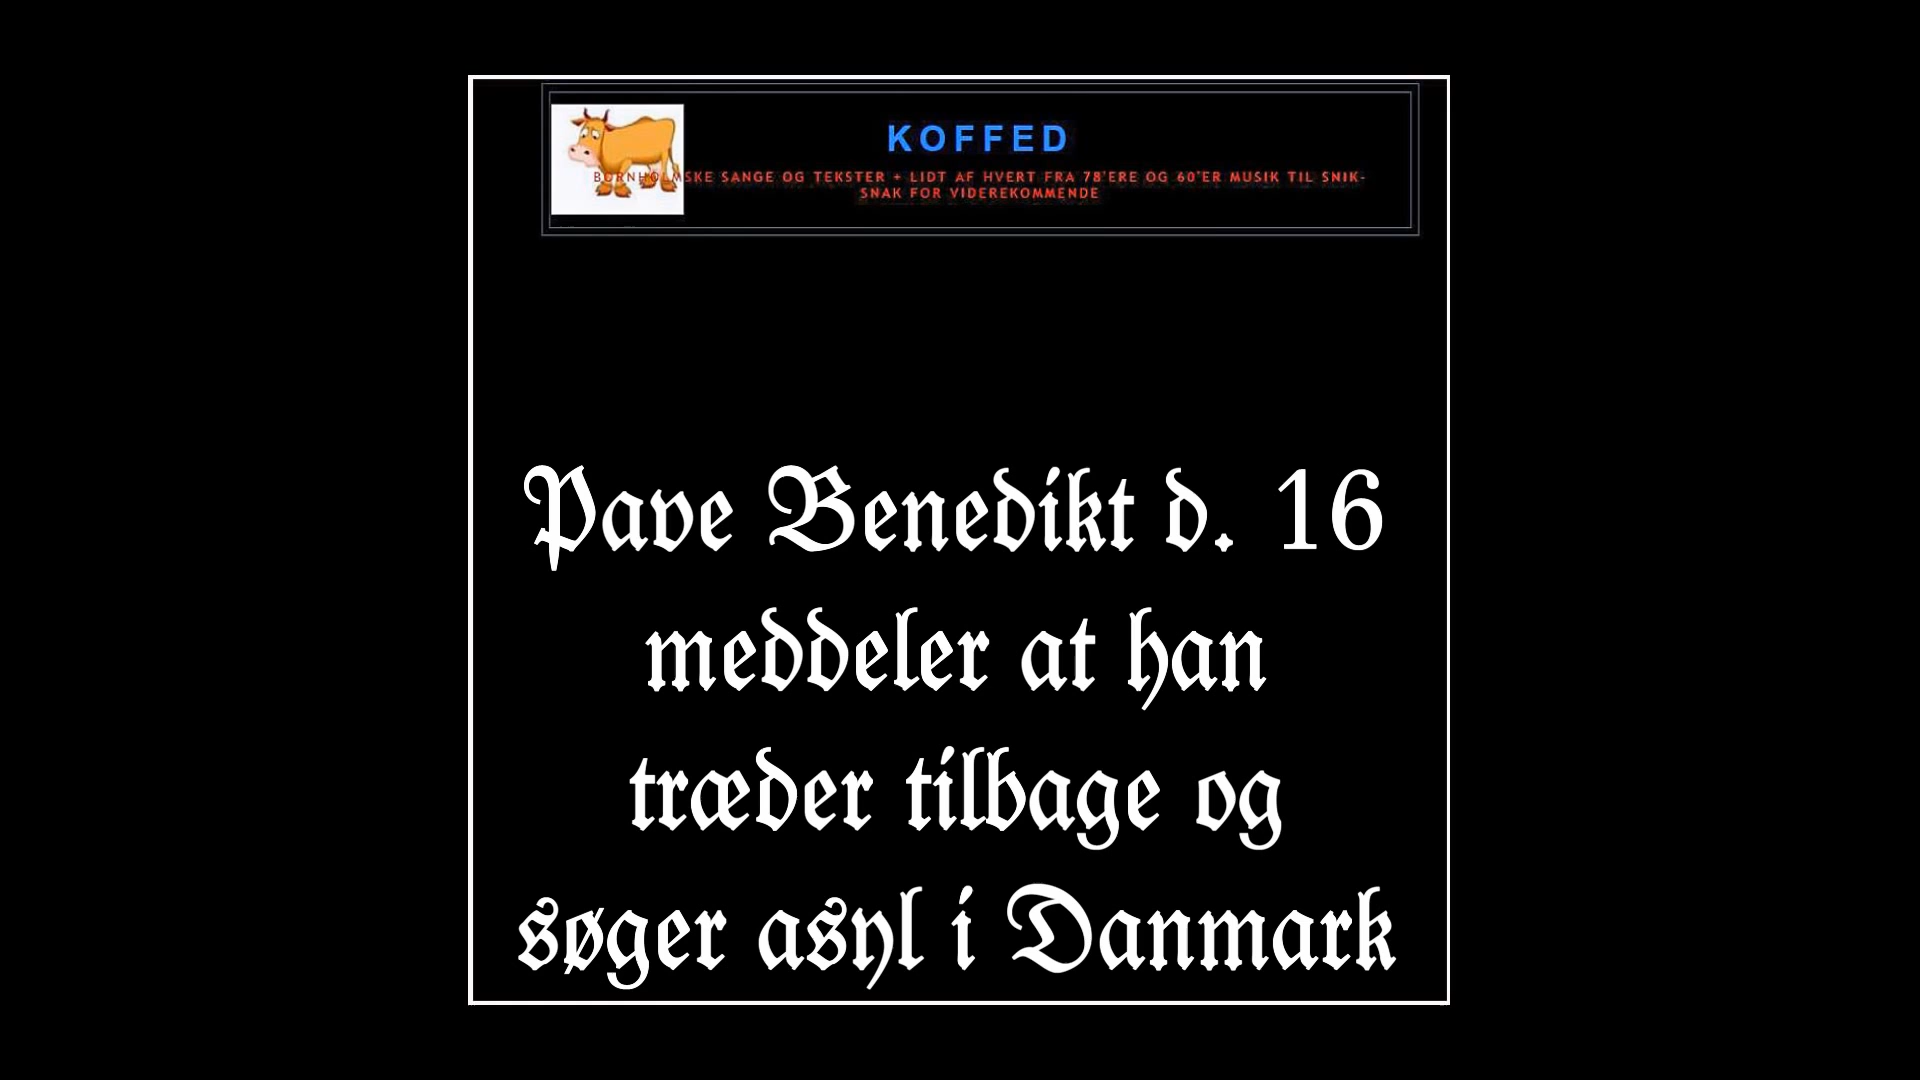 KOFFED
BORNHOLMSKE SANGE OG TEKSTER + LIDT AF HVERT FRA 78'ERE OG 60'ER MUSIK TIL SNIK-
SNAK FOR VIDEREKOMMENDE
Pave Benedikt d. 16
meddeler at han
træder tilbage og
søger asyl i Danmark